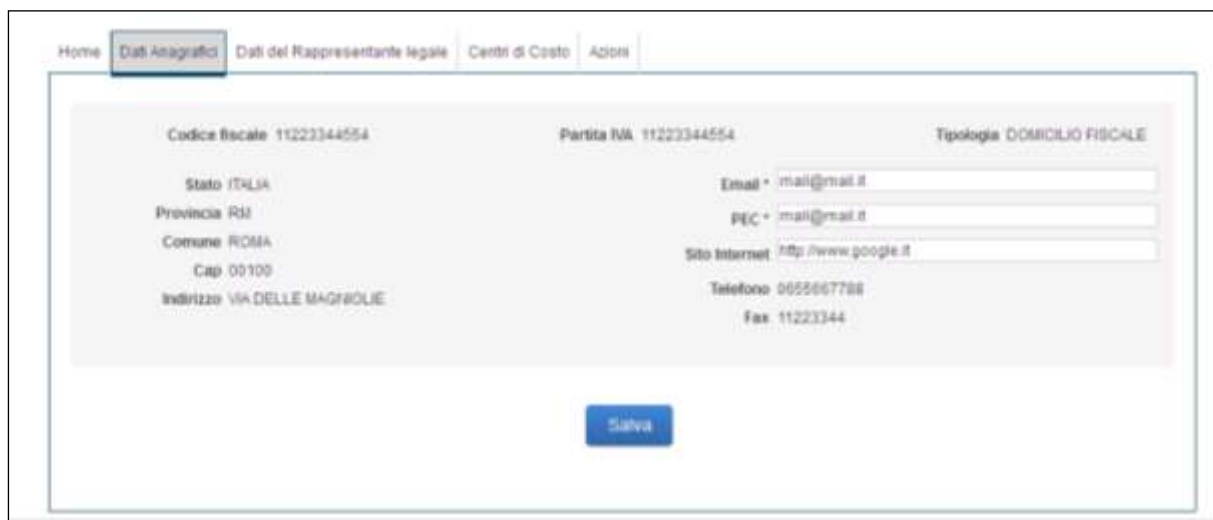 Home Dati Anagrafici Dati del Rappresentante legale Centri di Costo Azioni
Codice fiscale 11223344554 Partita IVA 11223344554 Tipologia DOMICILIO FISCALE
Stato ITALIA
Provincia RM
Comune ROMA
Cap 00100
Indirizzo VIA DELLE MAGNIOLIE
Email * mail@mail.it
PEC * mail@mail.it
Sito Internet http://www.google.it
Telefono 0655667788
Fax 11223344
Salva